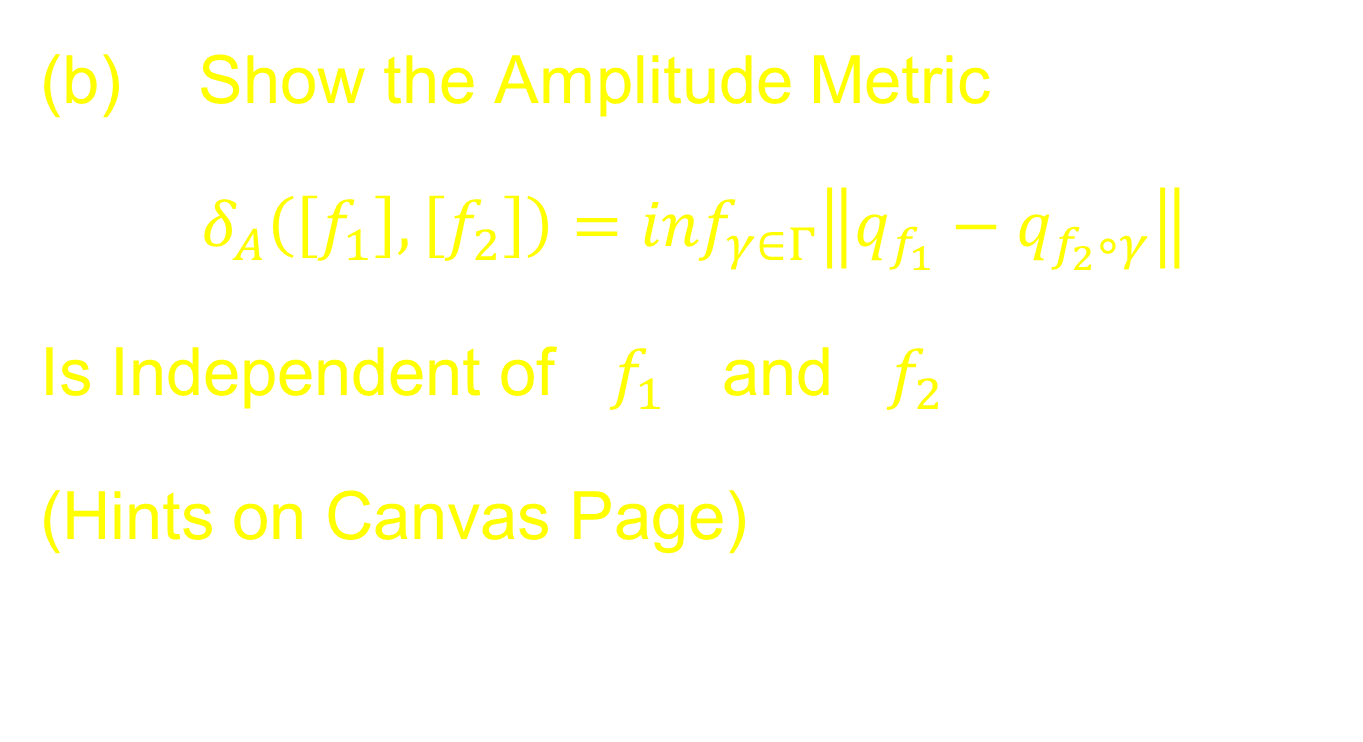 (b) Show the Amplitude Metric
𝛿_A([f_1], [f_2]) = inf_{γ∈Γ}‖q_{f_1} − q_{f_2∘γ}‖
Is Independent of f_1 and f_2
(Hints on Canvas Page)